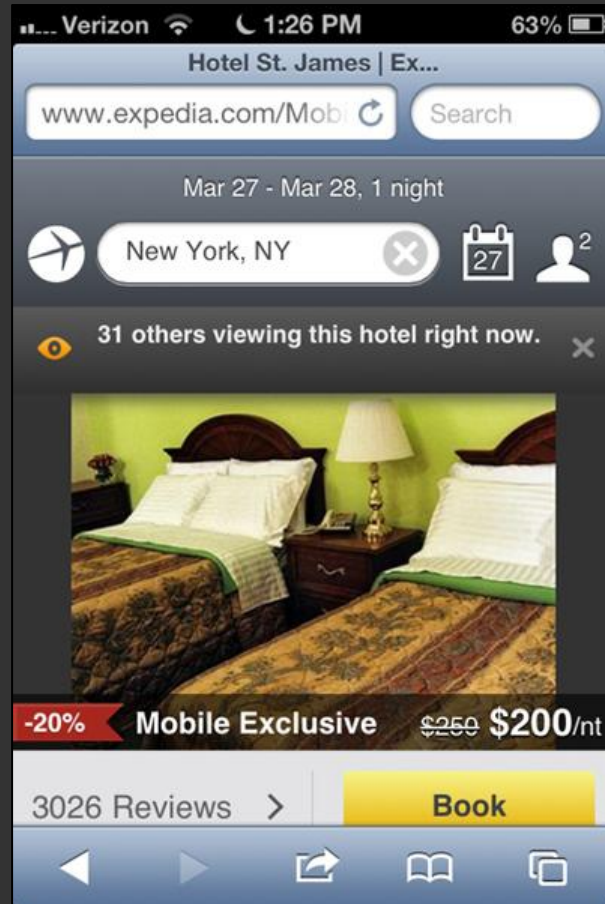 Verizon 1:26 PM 63%
Hotel St. James | Ex...
www.expedia.com/Mobi Search
Mar 27 - Mar 28, 1 night
New York, NY 27 2
31 others viewing this hotel right now.
-20% Mobile Exclusive $250 $200/nt
3026 Reviews Book